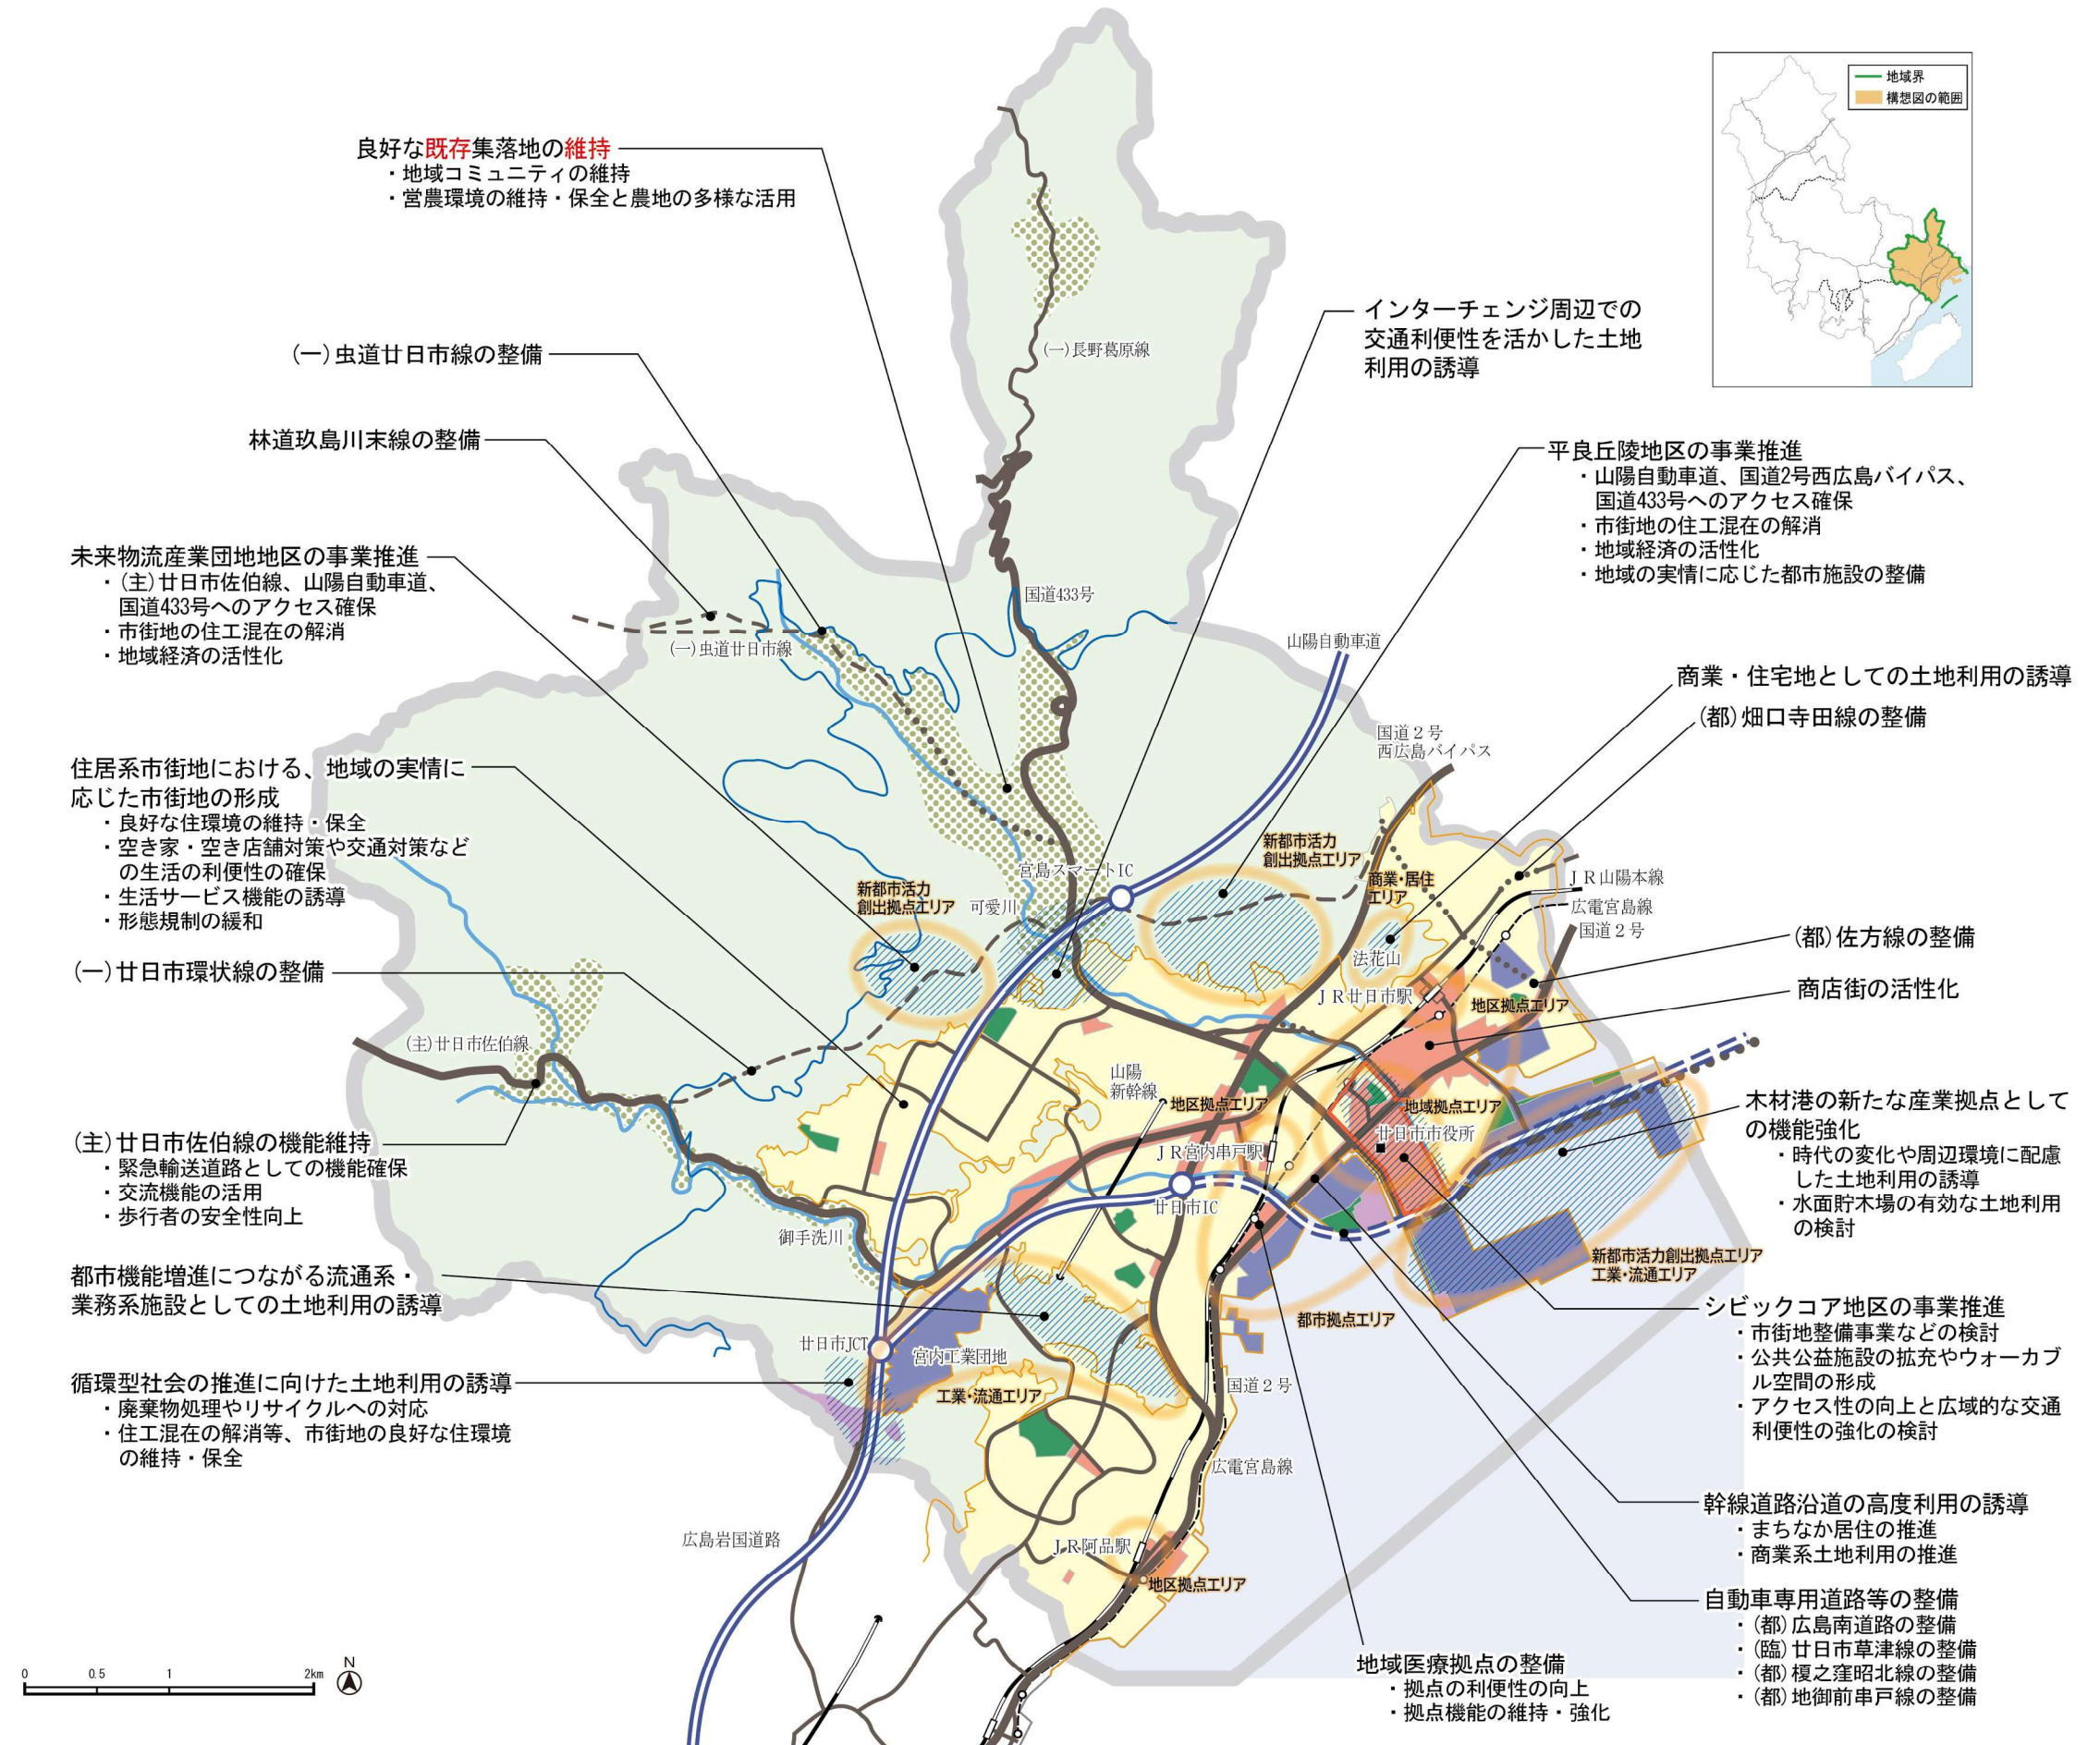 地域界
構想図の範囲
良好な既存集落地の維持
・地域コミュニティの維持
・営農環境の維持・保全と農地の多様な活用
(一)虫道廿日市線の整備
林道玖島川末線の整備
未来物流産業団地地区の事業推進
・(主)廿日市佐伯線、山陽自動車道、
国道433号へのアクセス確保
・市街地の住工混在の解消
・地域経済の活性化
住居系市街地における、地域の実情に
応じた市街地の形成
・良好な住環境の維持・保全
・空き家・空き店舗対策や交通対策など
の生活の利便性の確保
・生活サービス機能の誘導
・形態規制の緩和
(一)廿日市環状線の整備
(主)廿日市佐伯線の機能維持
・緊急輸送道路としての機能確保
・交流機能の活用
・歩行者の安全性向上
都市機能増進につながる流通系・
業務系施設としての土地利用の誘導
循環型社会の推進に向けた土地利用の誘導
・廃棄物処理やリサイクルへの対応
・住工混在の解消等、市街地の良好な住環境
の維持・保全
インターチェンジ周辺での
交通利便性を活かした土地
利用の誘導
平良丘陵地区の事業推進
・山陽自動車道、国道2号西広島バイパス、
国道433号へのアクセス確保
・市街地の住工混在の解消
・地域経済の活性化
・地域の実情に応じた都市施設の整備
商業・住宅地としての土地利用の誘導
(都)畑口寺田線の整備
(都)佐方線の整備
商店街の活性化
木材港の新たな産業拠点として
の機能強化
・時代の変化や周辺環境に配慮
した土地利用の誘導
・水面貯木場の有効な土地利用
の検討
シビックコア地区の事業推進
・市街地整備事業などの検討
・公共公益施設の拡充やウォーカブ
ル空間の形成
・アクセス性の向上と広域的な交通
利便性の強化の検討
幹線道路沿道の高度利用の誘導
・まちなか居住の推進
・商業系土地利用の推進
自動車専用道路等の整備
・(都)広島南道路の整備
・(臨)廿日市草津線の整備
・(都)榎之窪昭北線の整備
・(都)地御前串戸線の整備
地域医療拠点の整備
・拠点の利便性の向上
・拠点機能の維持・強化
(一)長野葛原線
国道433号
(一)虫道廿日市線
山陽自動車道
国道２号
西広島バイパス
新都市活力
創出拠点エリア
宮島スマートIC
商業・居住
エリア
ＪＲ山陽本線
広電宮島線
国道２号
新都市活力
創出拠点エリア
可愛川
法花山
ＪＲ廿日市駅
地区拠点エリア
(主)廿日市佐伯線
山陽
新幹線
地区拠点エリア
地域拠点エリア
廿日市市役所
ＪＲ宮内串戸駅
廿日市IC
御手洗川
新都市活力創出拠点エリア
工業・流通エリア
都市拠点エリア
廿日市JCT
宮内工業団地
工業・流通エリア
国道２号
広電宮島線
広島岩国道路
ＪＲ阿品駅
地区拠点エリア
0 0.5 1 2km
N